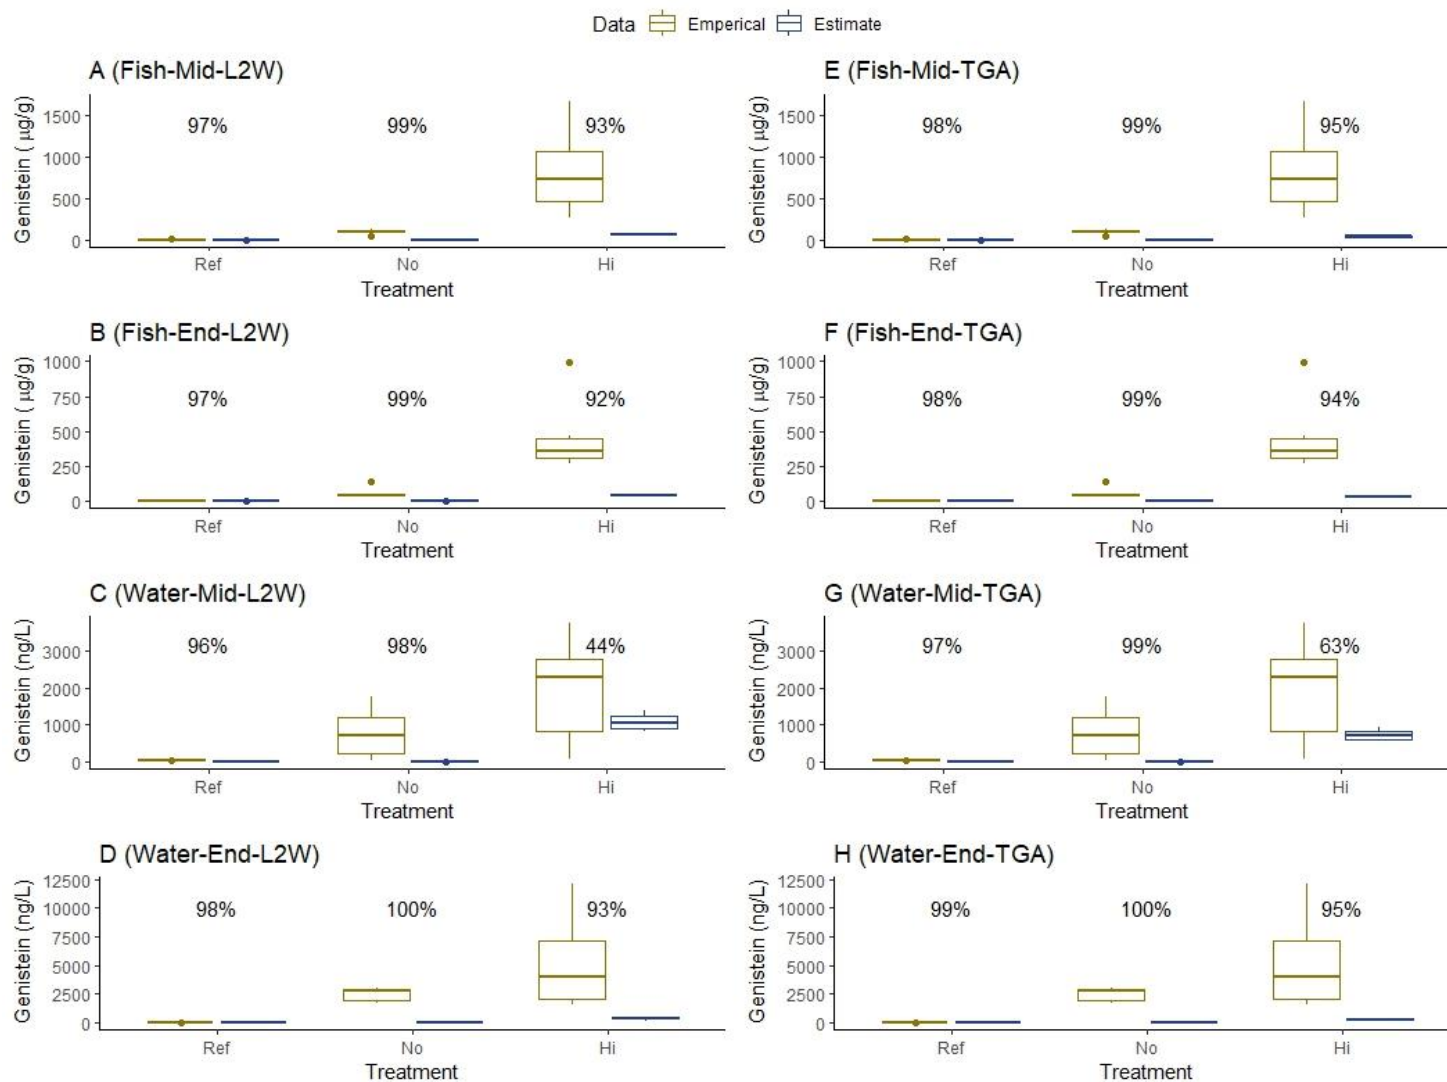 Data Emperical Estimate
A (Fish-Mid-L2W)
Genistein ( µg/g)
1500
1000
500
0
97% 99% 93%
Ref No Hi
Treatment
B (Fish-End-L2W)
Genistein ( µg/g)
1000
750
500
250
0
97% 99% 92%
Ref No Hi
Treatment
C (Water-Mid-L2W)
Genistein (ng/L)
3000
2000
1000
0
96% 98% 44%
Ref No Hi
Treatment
D (Water-End-L2W)
Genistein (ng/L)
12500
10000
7500
5000
2500
0
98% 100% 93%
Ref No Hi
Treatment
E (Fish-Mid-TGA)
Genistein ( µg/g)
1500
1000
500
0
98% 99% 95%
Ref No Hi
Treatment
F (Fish-End-TGA)
Genistein ( µg/g)
1000
750
500
250
0
98% 99% 94%
Ref No Hi
Treatment
G (Water-Mid-TGA)
Genistein (ng/L)
3000
2000
1000
0
97% 99% 63%
Ref No Hi
Treatment
H (Water-End-TGA)
Genistein (ng/L)
12500
10000
7500
5000
2500
0
99% 100% 95%
Ref No Hi
Treatment